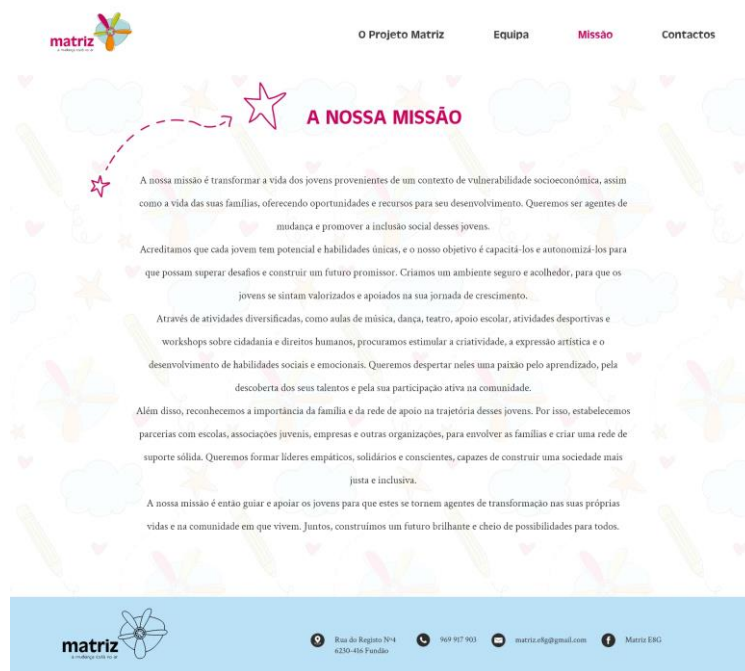 matriz
a mudança está no ar
O Projeto Matriz
Equipa
Missão
Contactos
A NOSSA MISSÃO
A nossa missão é transformar a vida dos jovens provenientes de um contexto de vulnerabilidade socioeconómica, assim
como a vida das suas famílias, oferecendo oportunidades e recursos para seu desenvolvimento. Queremos ser agentes de
mudança e promover a inclusão social desses jovens.
Acreditamos que cada jovem tem potencial e habilidades únicas, e o nosso objetivo é capacitá-los e autonomizá-los para
que possam superar desafios e construir um futuro promissor. Criamos um ambiente seguro e acolhedor, para que os
jovens se sintam valorizados e apoiados na sua jornada de crescimento.
Através de atividades diversificadas, como aulas de música, dança, teatro, apoio escolar, atividades desportivas e
workshops sobre cidadania e direitos humanos, procuramos estimular a criatividade, a expressão artística e o
desenvolvimento de habilidades sociais e emocionais. Queremos despertar neles uma paixão pelo aprendizado, pela
descoberta dos seus talentos e pela sua participação ativa na comunidade.
Além disso, reconhecemos a importância da família e da rede de apoio na trajetória desses jovens. Por isso, estabelecemos
parcerias com escolas, associações juvenis, empresas e outras organizações, para envolver as famílias e criar uma rede de
suporte sólida. Queremos formar líderes empáticos, solidários e conscientes, capazes de construir uma sociedade mais
justa e inclusiva.
A nossa missão é então guiar e apoiar os jovens para que estes se tornem agentes de transformação nas suas próprias
vidas e na comunidade em que vivem. Juntos, construímos um futuro brilhante e cheio de possibilidades para todos.
matriz
a mudança está no ar
Rua do Registo Nº4
6230-416 Fundão
969 917 903
matriz.e8g@gmail.com
Matriz E8G